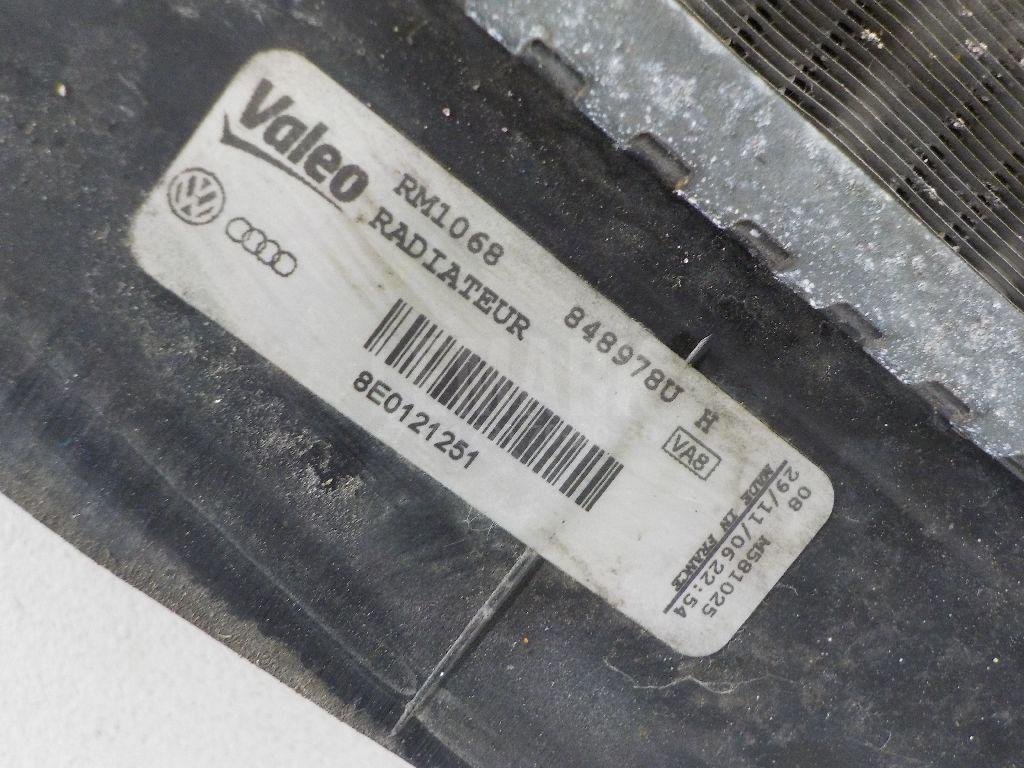 Valeo
RM1068 848978U H
RADIATEUR
8E0121251
VA8
08 M581025
29/11/06 22:54
MADE IN FRANCE